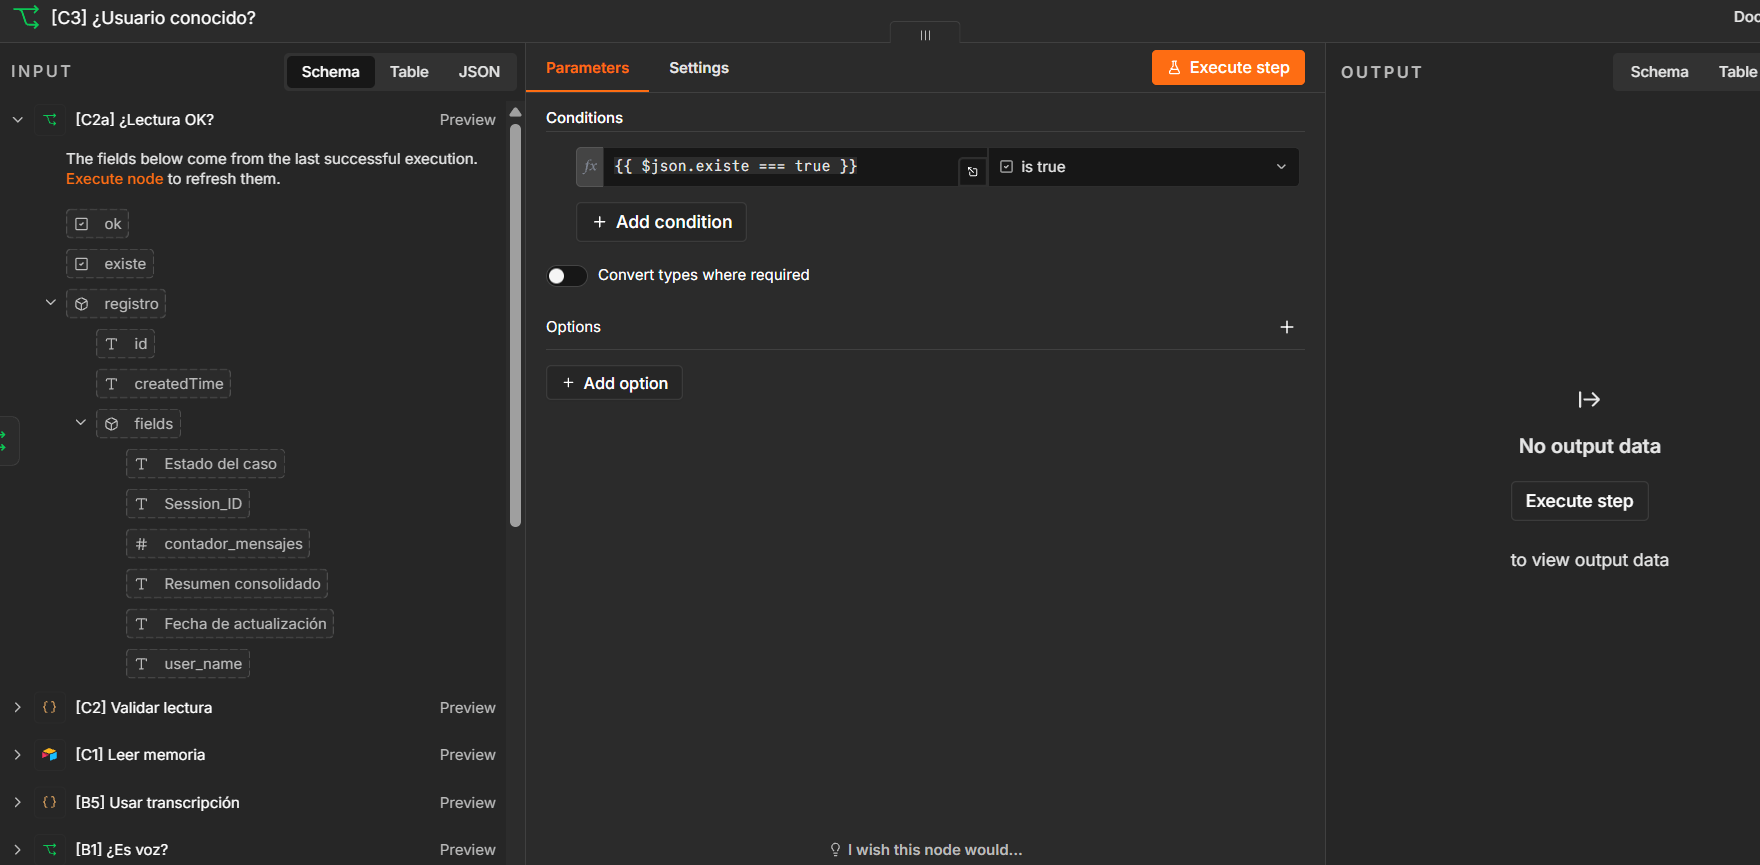 [C3] ¿Usuario conocido?
Doc
INPUT
Schema
Table
JSON
[C2a] ¿Lectura OK?
Preview
The fields below come from the last successful execution.
Execute node to refresh them.
ok
existe
registro
T id
T createdTime
fields
T Estado del caso
T Session_ID
# contador_mensajes
T Resumen consolidado
T Fecha de actualización
T user_name
{} [C2] Validar lectura
Preview
[C1] Leer memoria
Preview
{} [B5] Usar transcripción
Preview
[B1] ¿Es voz?
Preview
Parameters
Settings
Execute step
Conditions
fx {{ $json.existe === true }}
is true
+ Add condition
Convert types where required
Options
+
+ Add option
I wish this node would...
OUTPUT
Schema
Table
No output data
Execute step
to view output data